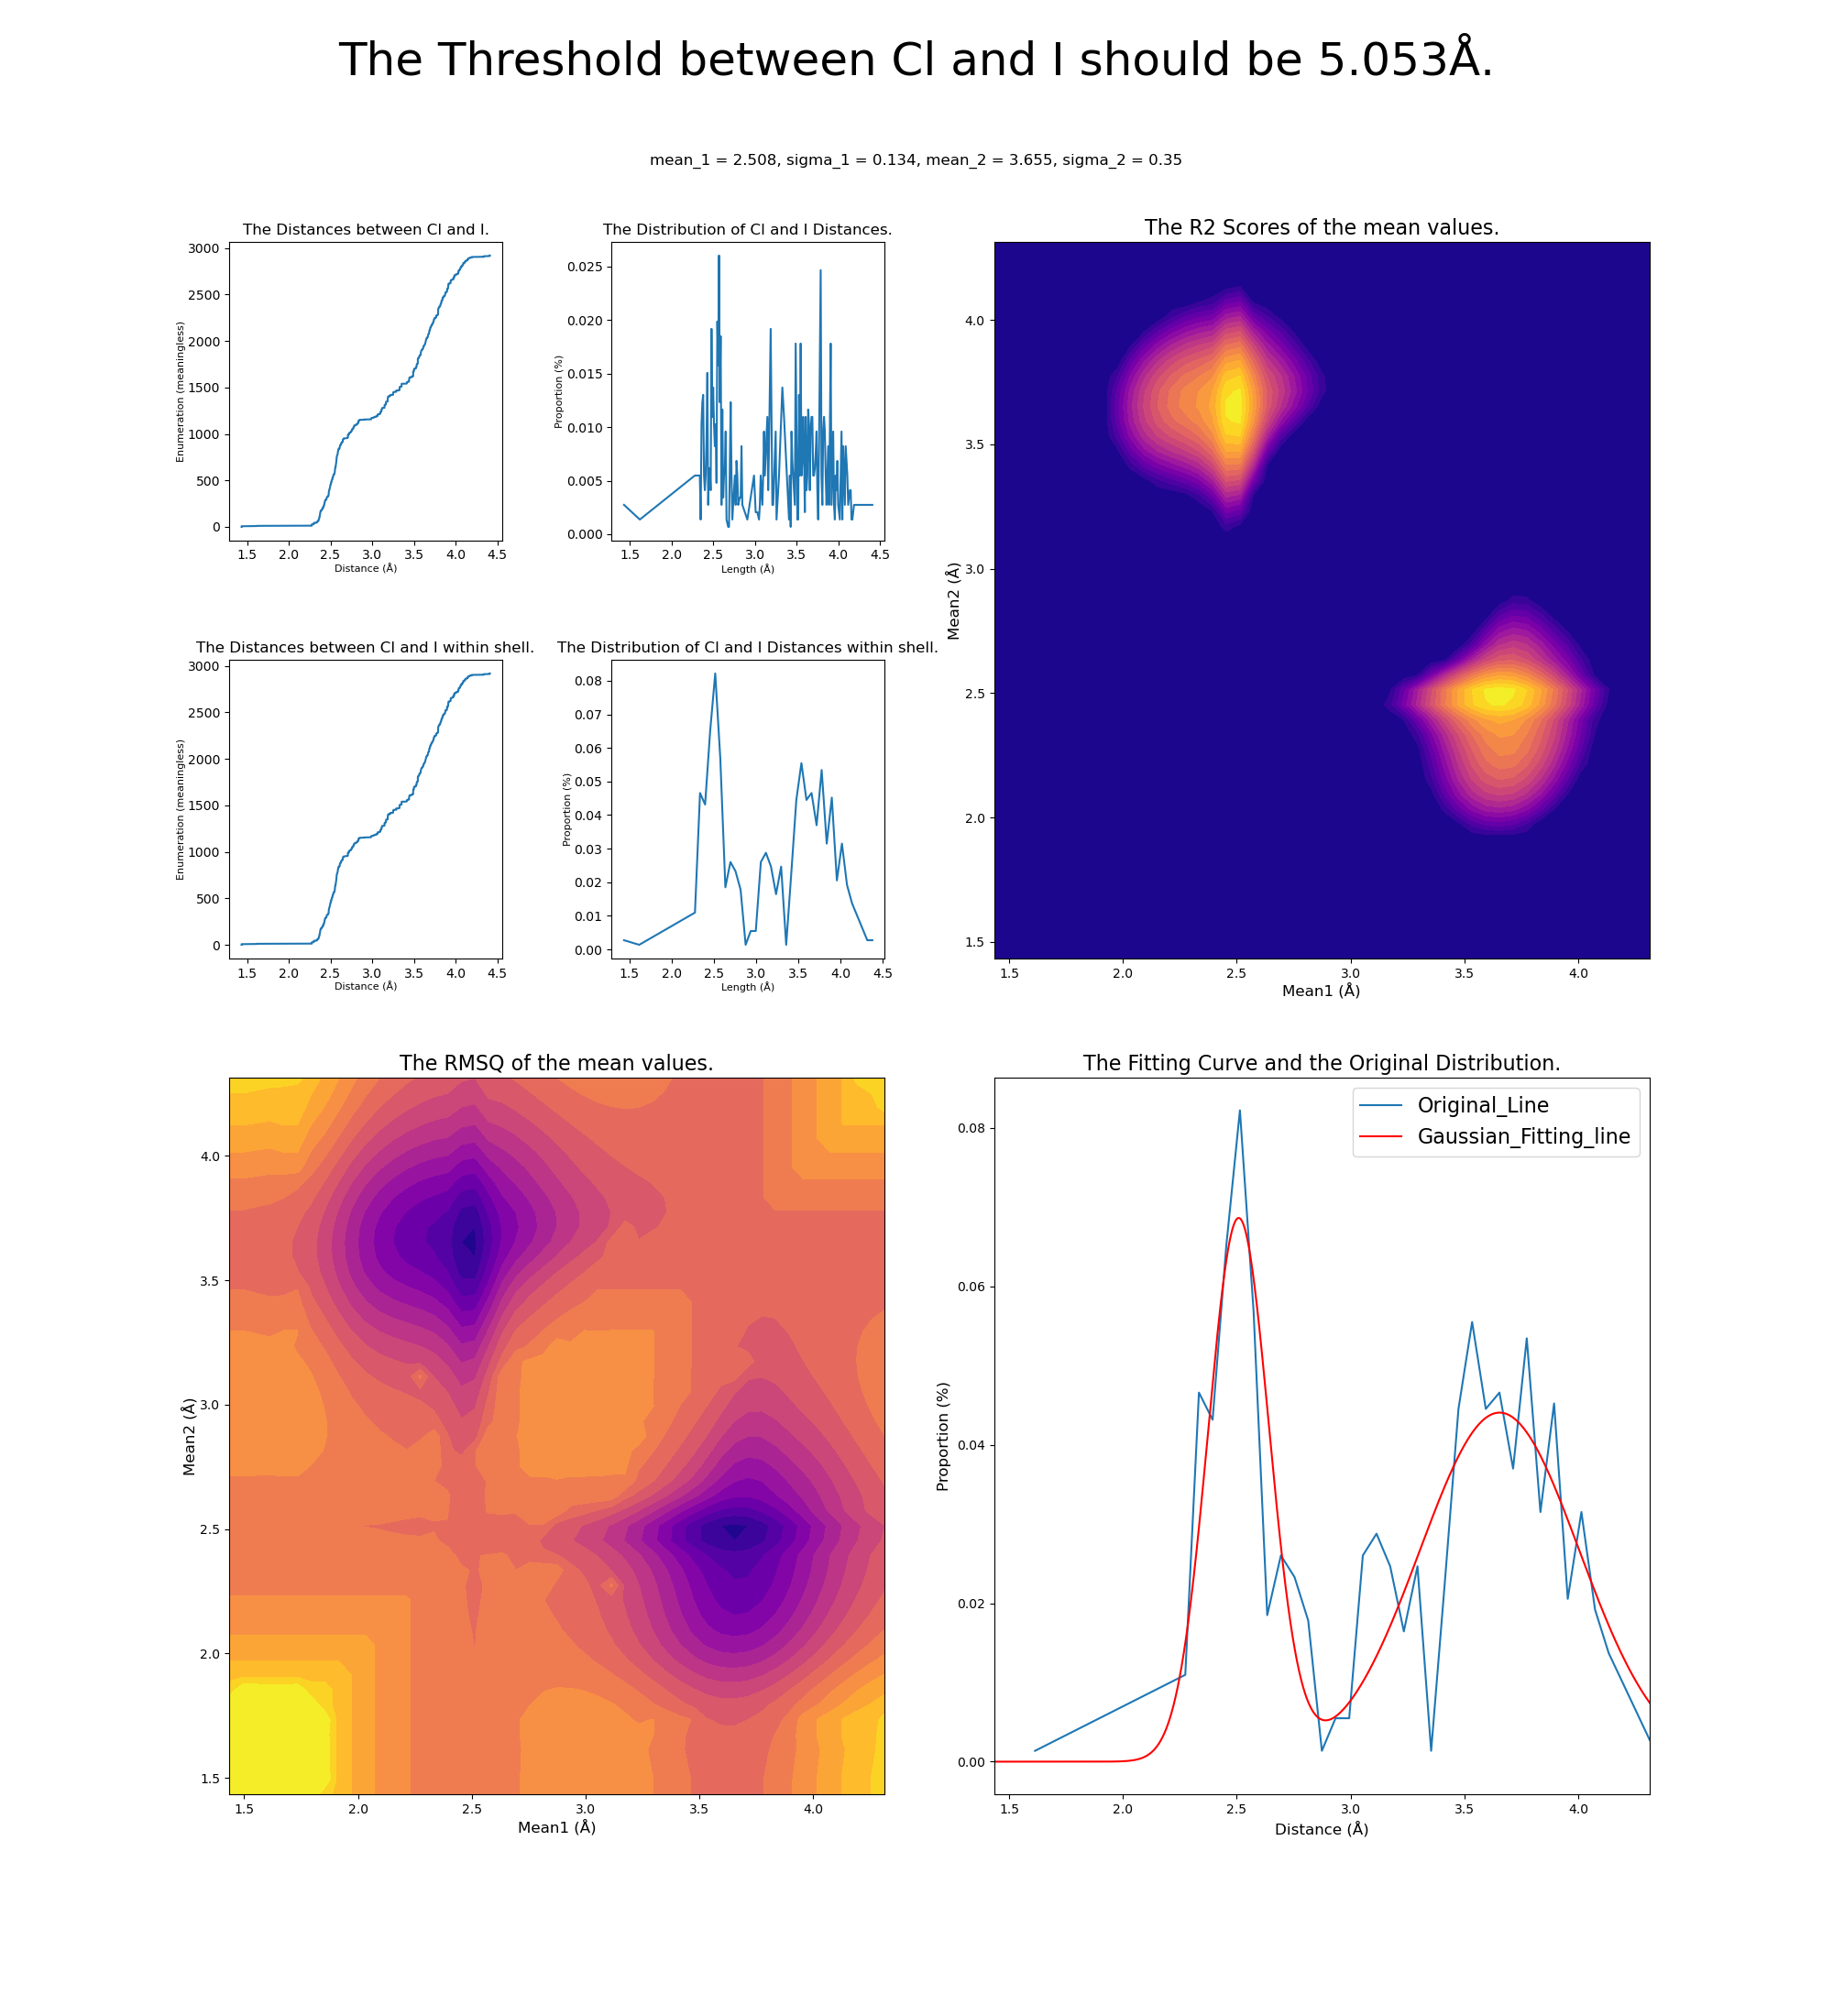 The Threshold between Cl and I should be 5.053Å.
mean_1 = 2.508, sigma_1 = 0.134, mean_2 = 3.655, sigma_2 = 0.35
The Distances between Cl and I.
3000
2500
2000
1500
1000
500
0
Enumeration (meaningless)
1.5 2.0 2.5 3.0 3.5 4.0 4.5
Distance (Å)
The Distribution of Cl and I Distances.
0.025
0.020
0.015
0.010
0.005
0.000
Proportion (%)
1.5 2.0 2.5 3.0 3.5 4.0 4.5
Length (Å)
The R2 Scores of the mean values.
4.0
3.5
3.0
2.5
2.0
1.5
Mean2 (Å)
1.5 2.0 2.5 3.0 3.5 4.0
Mean1 (Å)
The Distances between Cl and I within shell.
3000
2500
2000
1500
1000
500
0
Enumeration (meaningless)
1.5 2.0 2.5 3.0 3.5 4.0 4.5
Distance (Å)
The Distribution of Cl and I Distances within shell.
0.08
0.07
0.06
0.05
0.04
0.03
0.02
0.01
0.00
Proportion (%)
1.5 2.0 2.5 3.0 3.5 4.0 4.5
Length (Å)
The RMSQ of the mean values.
4.0
3.5
3.0
2.5
2.0
1.5
Mean2 (Å)
1.5 2.0 2.5 3.0 3.5 4.0
Mean1 (Å)
The Fitting Curve and the Original Distribution.
Original_Line
Gaussian_Fitting_line
0.08
0.06
0.04
0.02
0.00
Proportion (%)
1.5 2.0 2.5 3.0 3.5 4.0
Distance (Å)